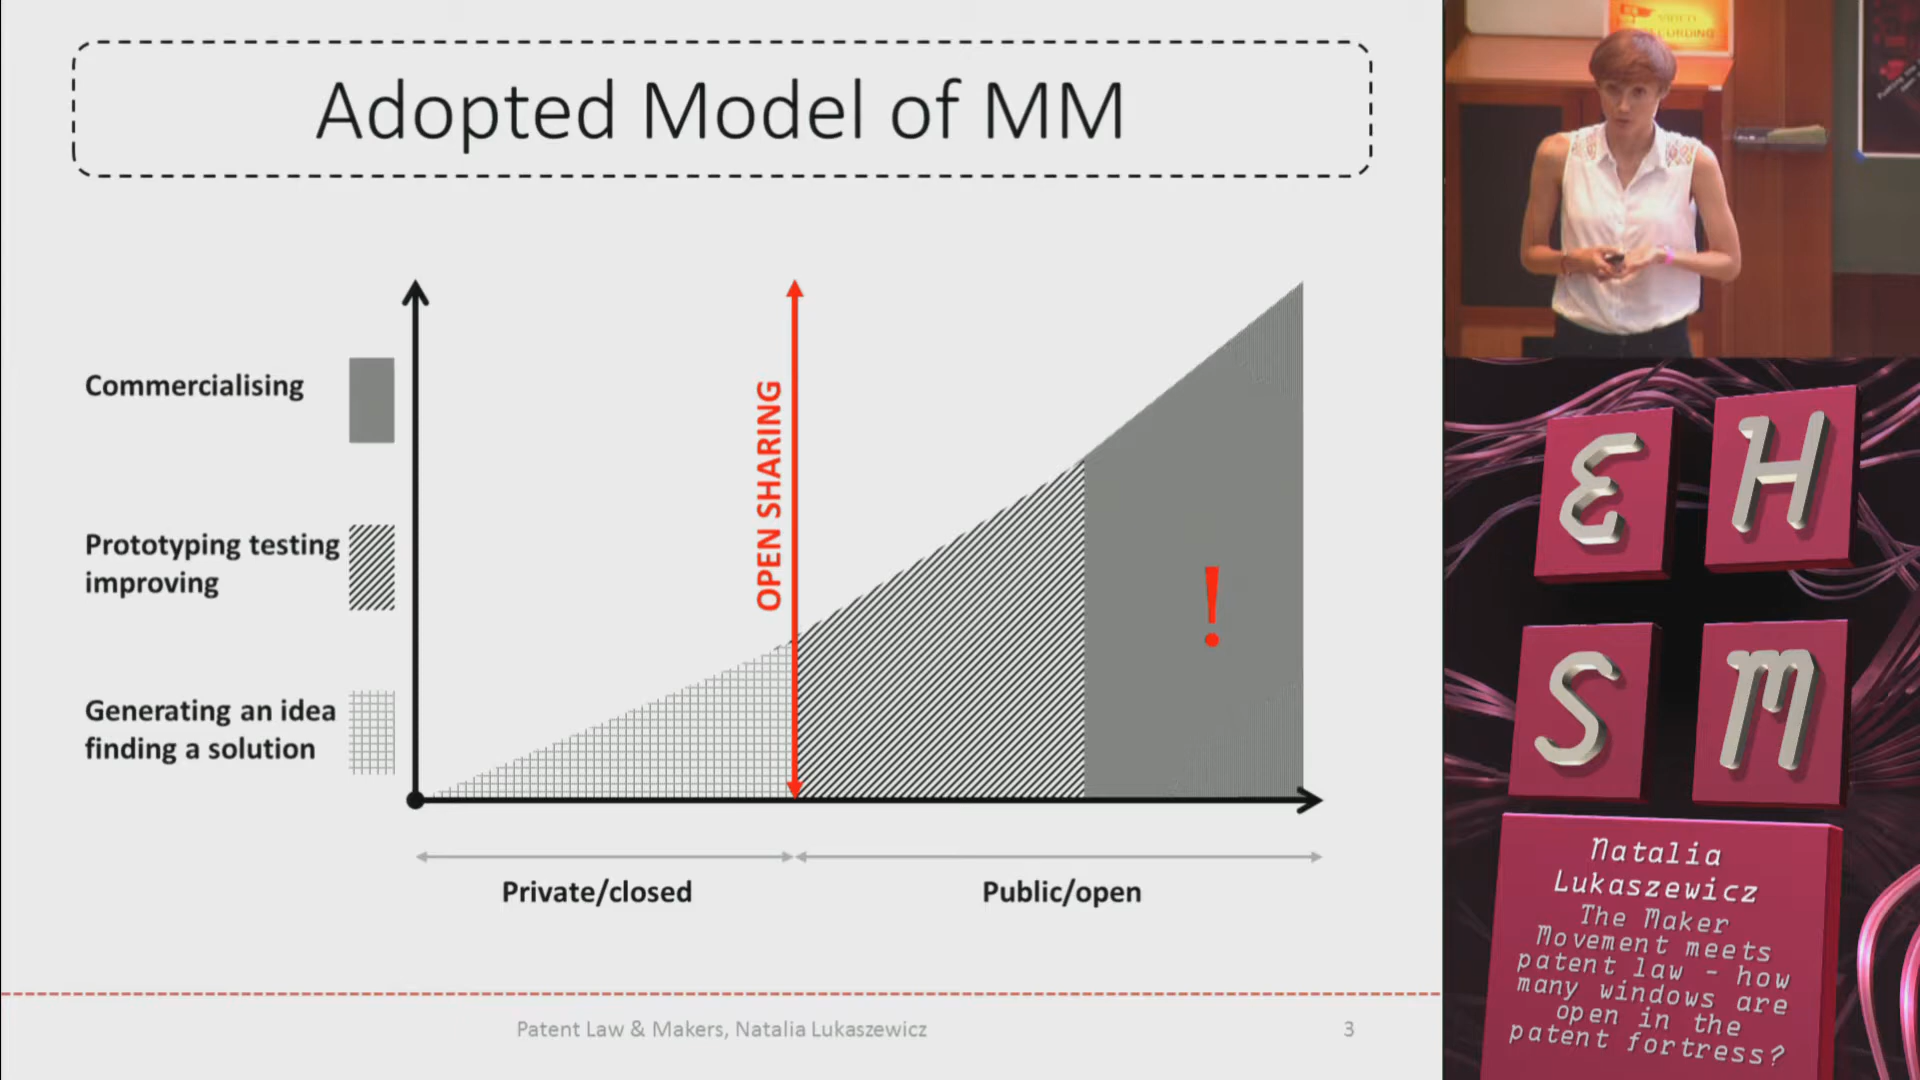 Adopted Model of MM
Commercialising
Prototyping testing
improving
Generating an idea
finding a solution
OPEN SHARING
!
Private/closed
Public/open
Patent Law & Makers, Natalia Lukaszewicz
3
VIDEO
RECORDING
E
H
S
M
Natalia
Lukaszewicz
The Maker
Movement meets
patent law - how
many windows are
open in the
patent fortress?